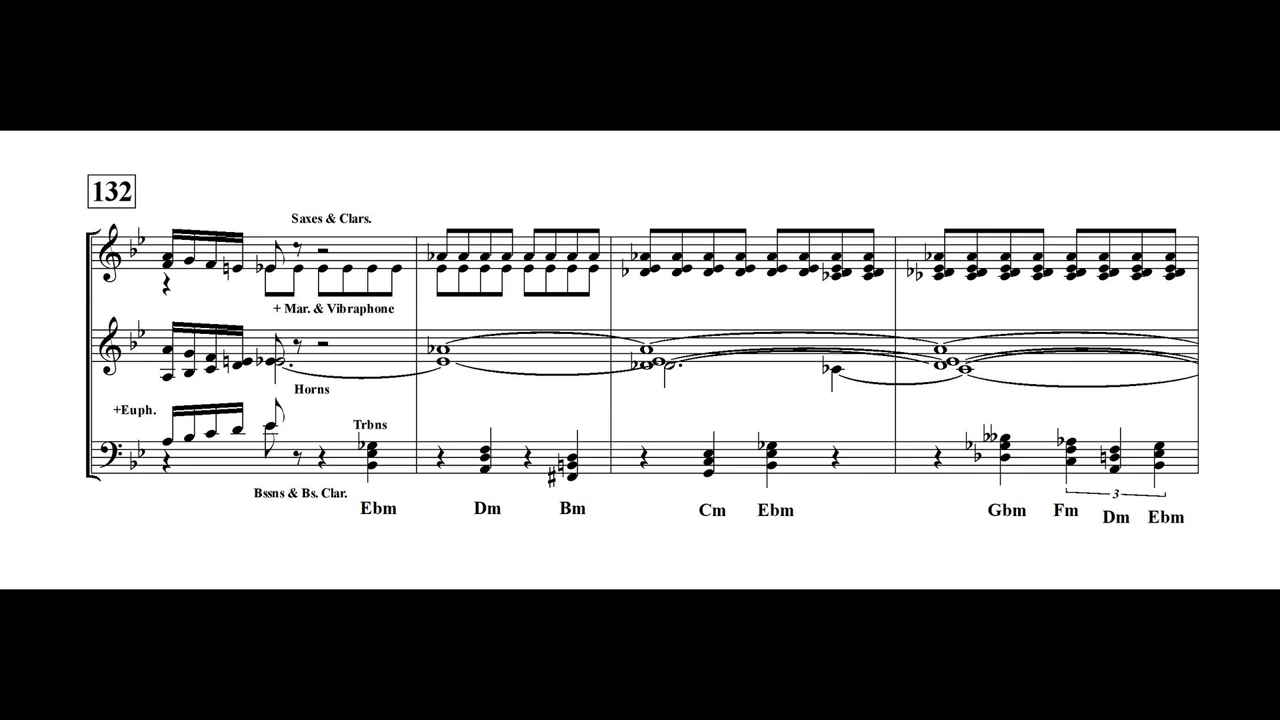 132
Saxes & Clars.
+ Mar. & Vibraphone
Horns
+Euph.
Trbns
Bssns & Bs. Clar.
Ebm Dm Bm Cm Ebm Gbm Fm Dm Ebm
3